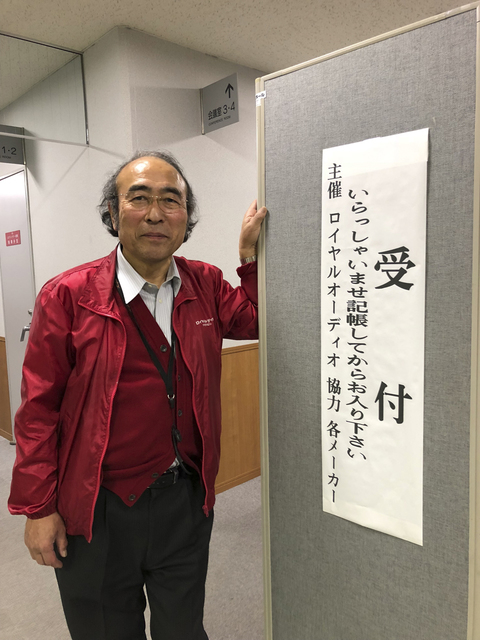 受付
いらっしゃいませ記帳してからお入り下さい
主催 ロイヤルオーディオ 協力 各メーカー
会議室 3・4
1・2